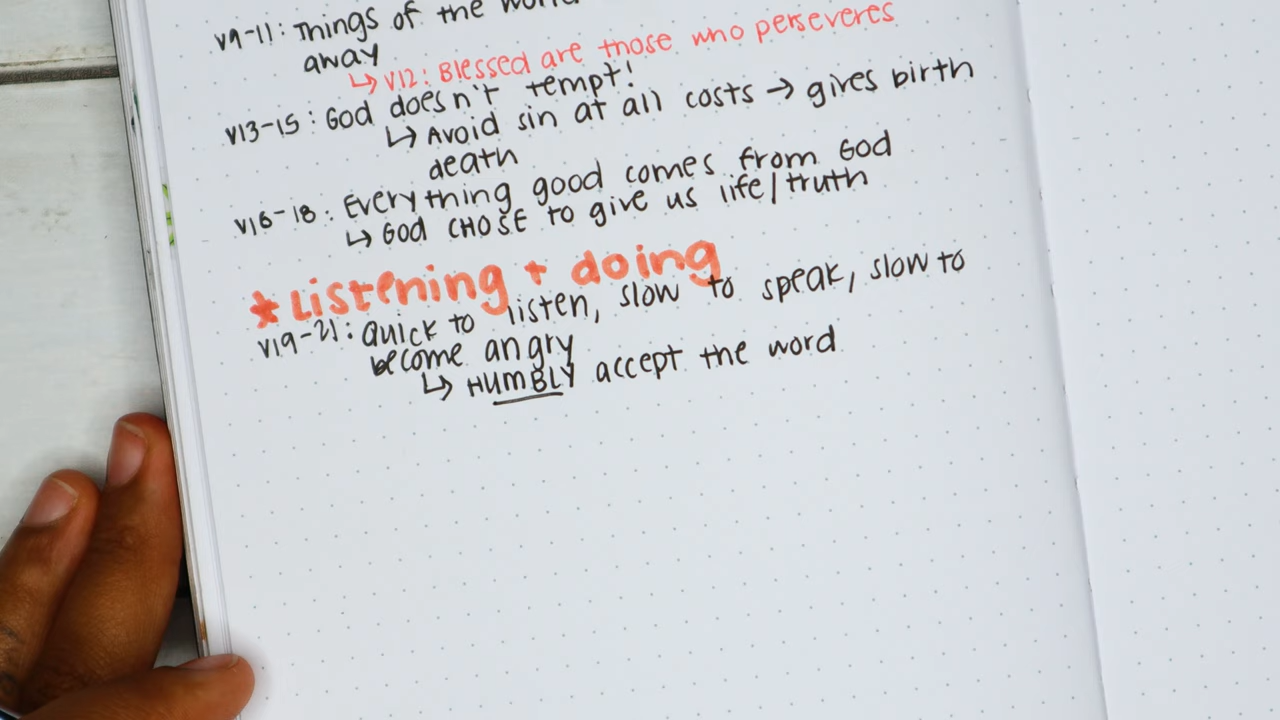 v9-11: Things of the world
away
↳ v12: Blessed are those who perseveres
v13-15: God doesn't tempt!
↳ Avoid sin at all costs → gives birth
death
v16-18: Everything good comes from God
↳ God CHOSE to give us life/truth
* Listening + doing
v19-21: Quick to listen, slow to speak, slow to
become angry
↳ HUMBLY accept the word